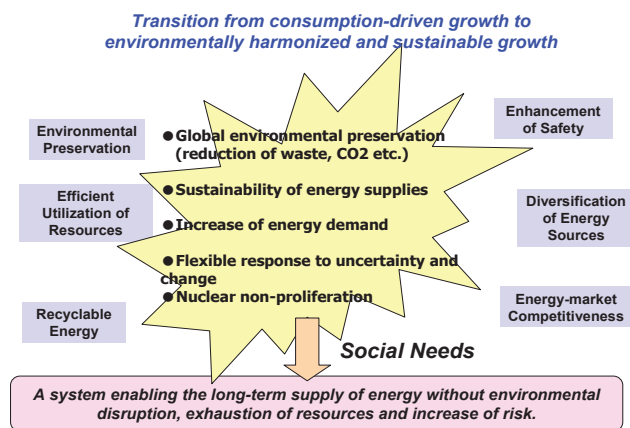 Transition from consumption-driven growth to
environmentally harmonized and sustainable growth
Environmental
Preservation
Efficient
Utilization of
Resources
Recyclable
Energy
●Global environmental preservation
(reduction of waste, CO2 etc.)
●Sustainability of energy supplies
●Increase of energy demand
●Flexible response to uncertainty and
change
●Nuclear non-proliferation
Enhancement
of Safety
Diversification
of Energy
Sources
Energy-market
Competitiveness
Social Needs
A system enabling the long-term supply of energy without environmental
disruption, exhaustion of resources and increase of risk.